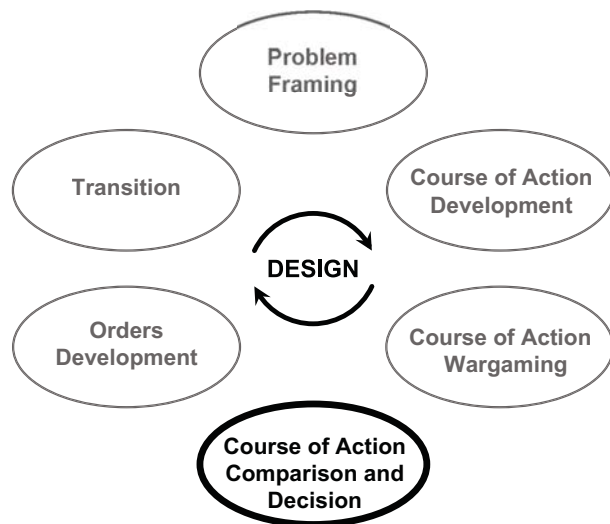 Problem
Framing
Transition
Course of Action
Development
DESIGN
Orders
Development
Course of Action
Wargaming
Course of Action
Comparison and
Decision